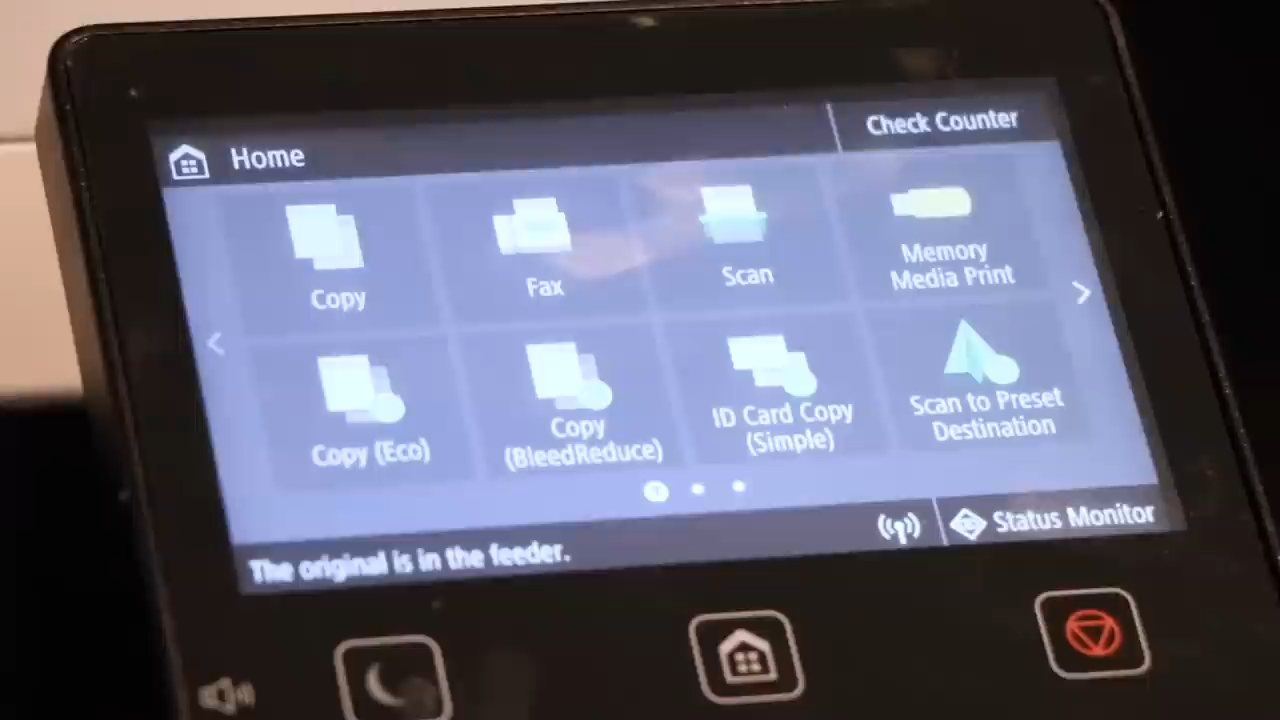 Home
Check Counter
Copy
Fax
Scan
Memory
Media Print
Copy (Eco)
Copy
(BleedReduce)
ID Card Copy
(Simple)
Scan to Preset
Destination
1
The original is in the feeder.
Status Monitor